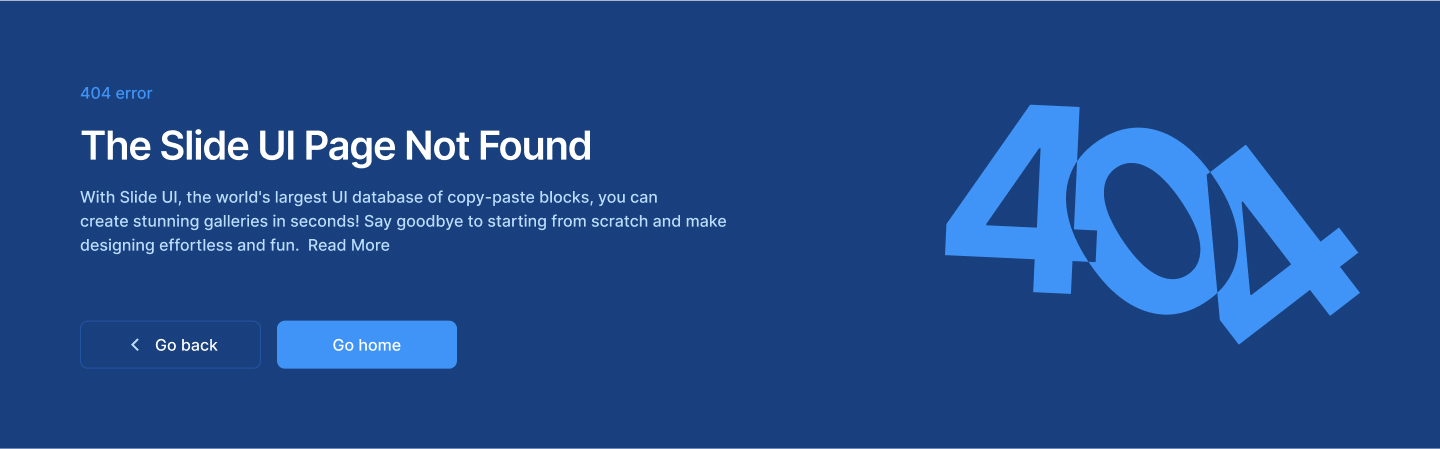 404 error
The Slide UI Page Not Found
With Slide UI, the world's largest UI database of copy-paste blocks, you can
create stunning galleries in seconds! Say goodbye to starting from scratch and make
designing effortless and fun.  Read More
Go back
Go home
404